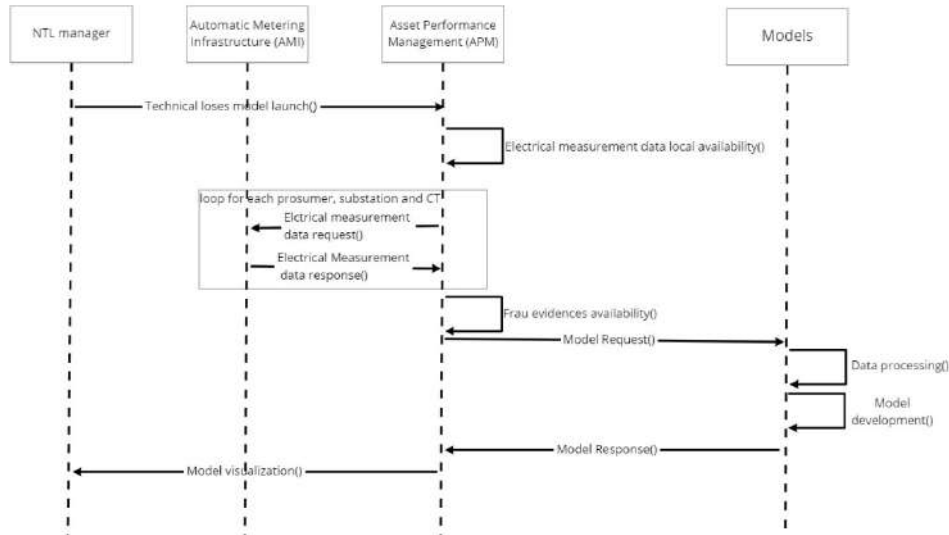 NTL manager
Automatic Metering
Infrastructure (AMI)
Asset Performance
Management (APM)
Models
Technical loses model launch()
Electrical measurement data local availability()
loop for each prosumer, substation and CT
Elctrical measurement
data request()
Electrical Measurement
data response()
Frau evidences availability()
Model Request()
Data processing()
Model
development()
Model Response()
Model visualization()